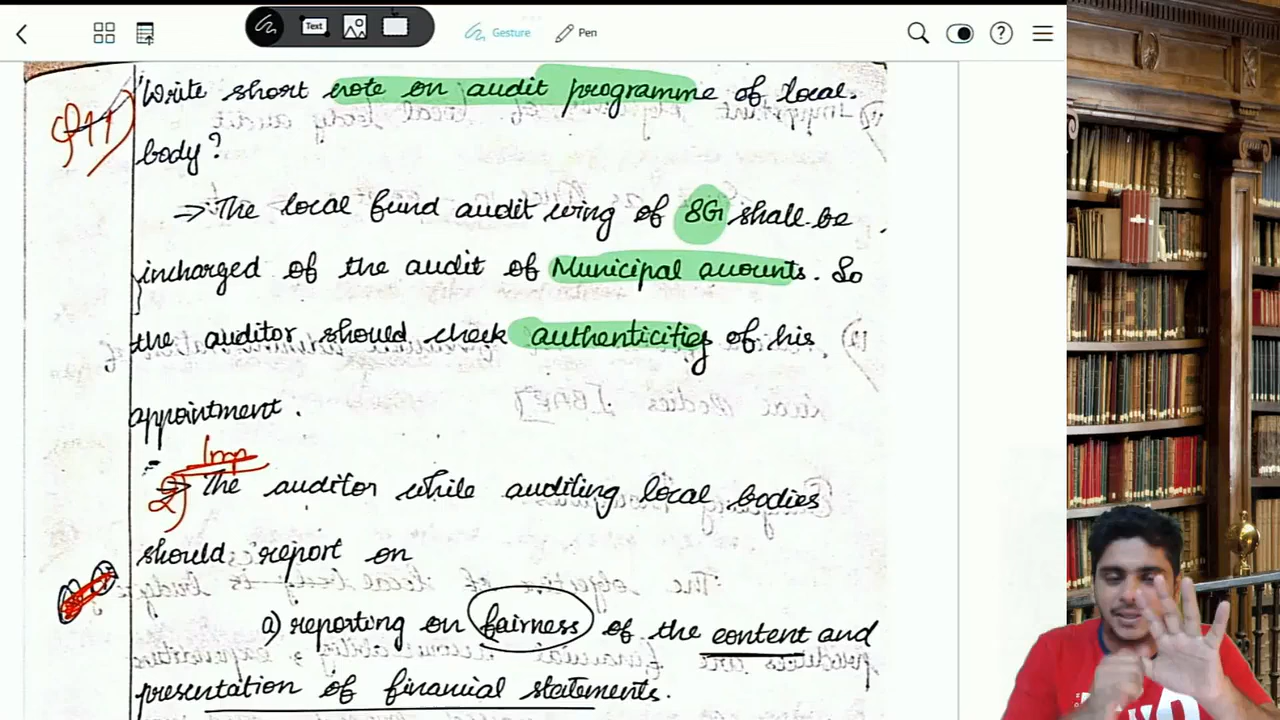 Text
Gesture
Pen
Write short note on audit programme of local
body?
→ The local fund audit wing of SG shall be
incharged of the audit of Municipal accounts. So
the auditor should check authenticities of his
appointment.
Imp
2) → The auditor while auditing local bodies
should report on
a) reporting on fairness of the content and
presentation of financial statements.